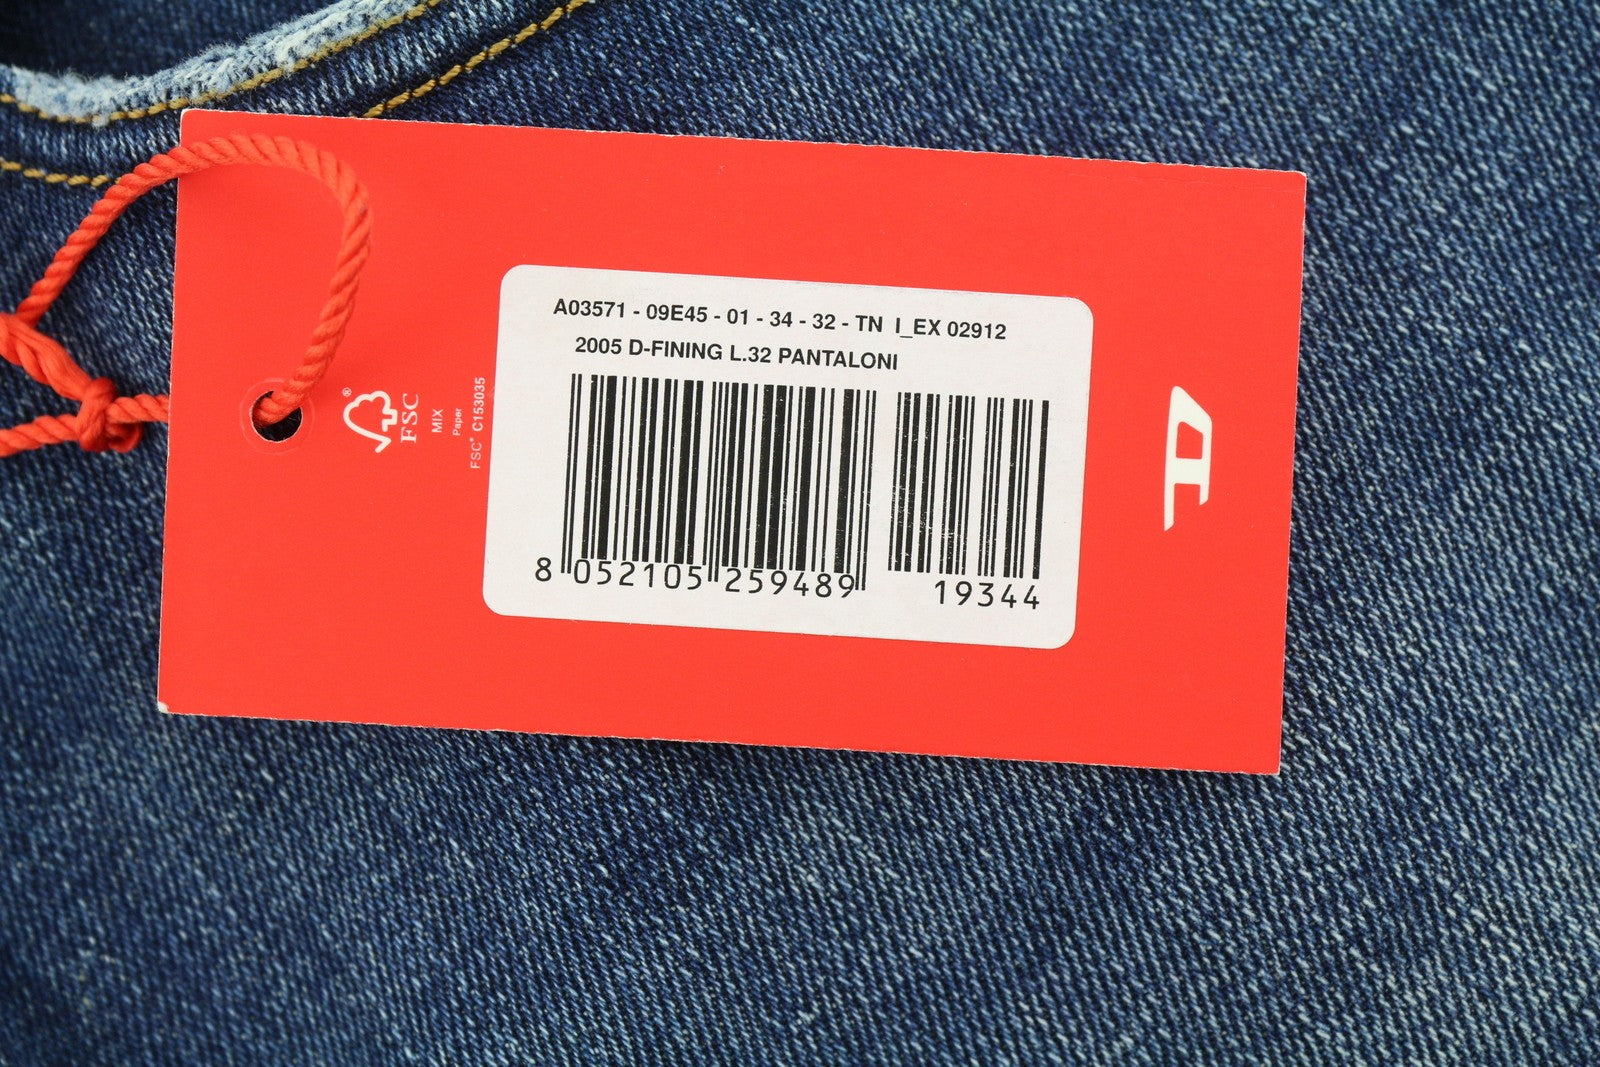 A03571 - 09E45 - 01 - 34 - 32 - TN I_EX 02912
2005 D-FINING L.32 PANTALONI
8 052105 259489
19344
®
FSC
MIX
Paper
FSC® C153035
D